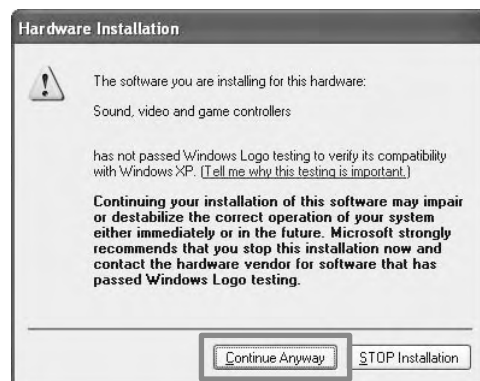 Hardware Installation
The software you are installing for this hardware:
Sound, video and game controllers
has not passed Windows Logo testing to verify its compatibility
with Windows XP. (Tell me why this testing is important.)
Continuing your installation of this software may impair
or destabilize the correct operation of your system
either immediately or in the future. Microsoft strongly
recommends that you stop this installation now and
contact the hardware vendor for software that has
passed Windows Logo testing.
Continue Anyway
STOP Installation